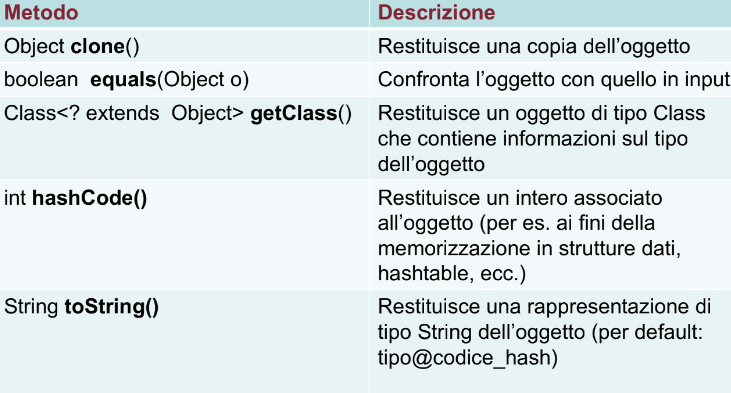 Metodo Descrizione
Object clone() Restituisce una copia dell’oggetto
boolean equals(Object o) Confronta l’oggetto con quello in input
Class<? extends Object> getClass() Restituisce un oggetto di tipo Class
che contiene informazioni sul tipo
dell’oggetto
int hashCode() Restituisce un intero associato
all’oggetto (per es. ai fini della
memorizzazione in strutture dati,
hashtable, ecc.)
String toString() Restituisce una rappresentazione di
tipo String dell’oggetto (per default:
tipo@codice_hash)